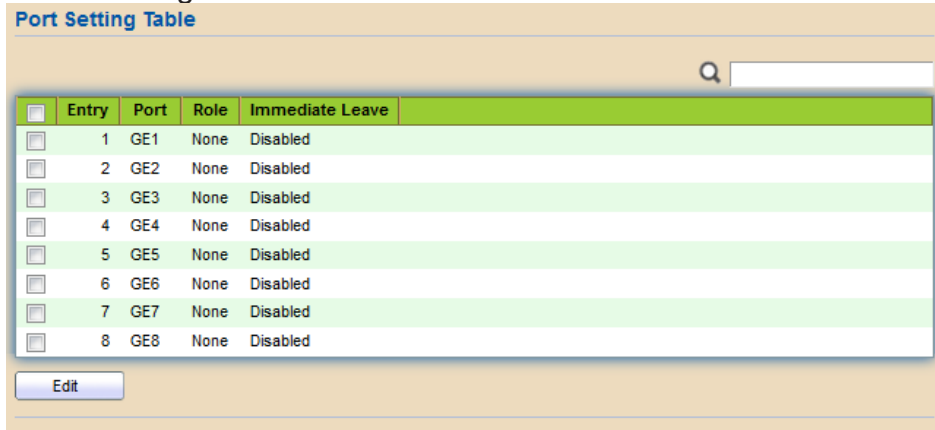 Port Setting Table
Entry Port Role Immediate Leave
1 GE1 None Disabled
2 GE2 None Disabled
3 GE3 None Disabled
4 GE4 None Disabled
5 GE5 None Disabled
6 GE6 None Disabled
7 GE7 None Disabled
8 GE8 None Disabled
Edit